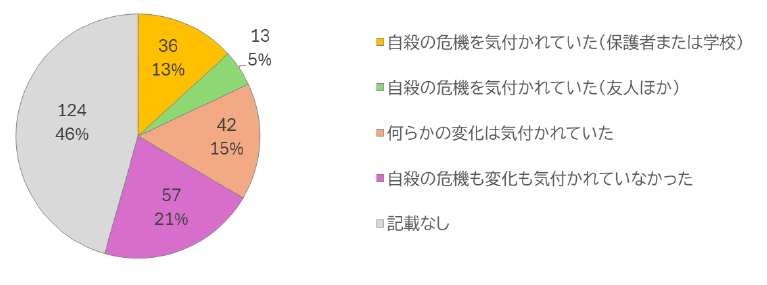 36
13%
13
5%
42
15%
57
21%
124
46%
自殺の危機を気付かれていた（保護者または学校）
自殺の危機を気付かれていた（友人ほか）
何らかの変化は気付かれていた
自殺の危機も変化も気付かれていなかった
記載なし